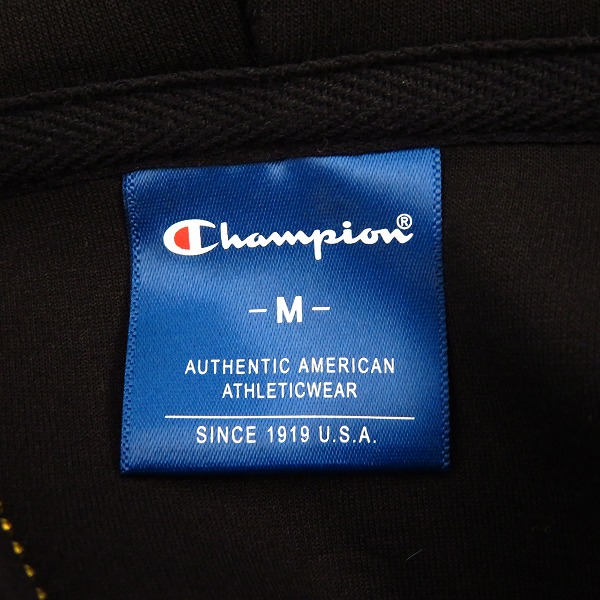 Champion®
-M-
AUTHENTIC AMERICAN
ATHLETICWEAR
SINCE 1919 U.S.A.